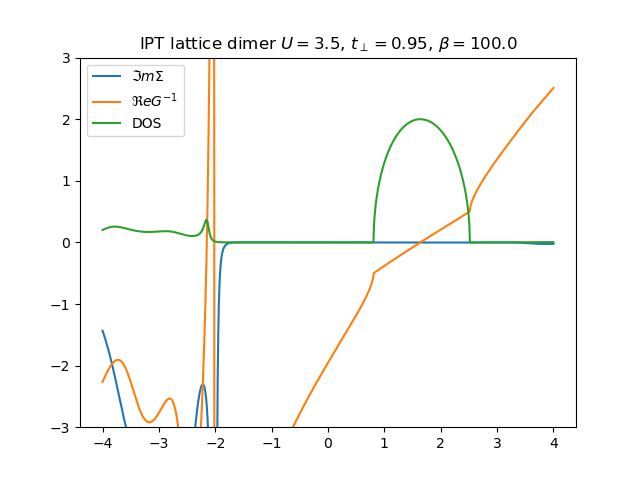 IPT lattice dimer U = 3.5, t⊥ = 0.95, β = 100.0
ℑmΣ
ℜeG⁻¹
DOS
3
2
1
0
−1
−2
−3
−4 −3 −2 −1 0 1 2 3 4